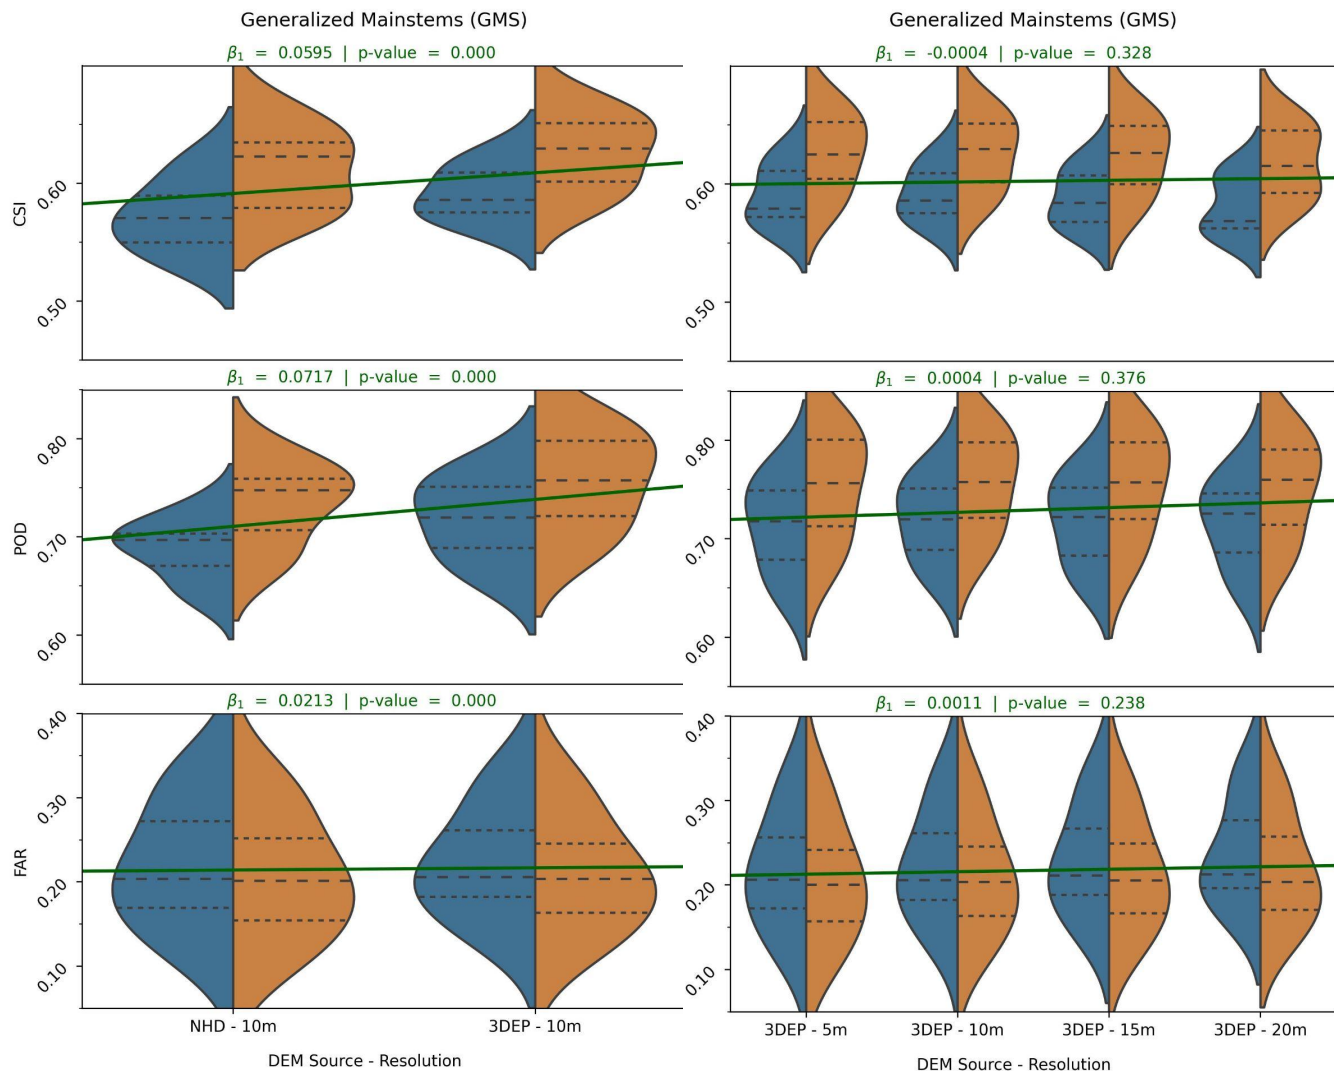 Generalized Mainstems (GMS)
β1 = 0.0595 | p-value = 0.000
CSI
0.60
0.50
β1 = 0.0717 | p-value = 0.000
POD
0.80
0.70
0.60
β1 = 0.0213 | p-value = 0.000
FAR
0.40
0.30
0.20
0.10
NHD - 10m
3DEP - 10m
DEM Source - Resolution
Generalized Mainstems (GMS)
β1 = -0.0004 | p-value = 0.328
0.60
0.50
β1 = 0.0004 | p-value = 0.376
0.80
0.70
0.60
β1 = 0.0011 | p-value = 0.238
0.40
0.30
0.20
0.10
3DEP - 5m
3DEP - 10m
3DEP - 15m
3DEP - 20m
DEM Source - Resolution